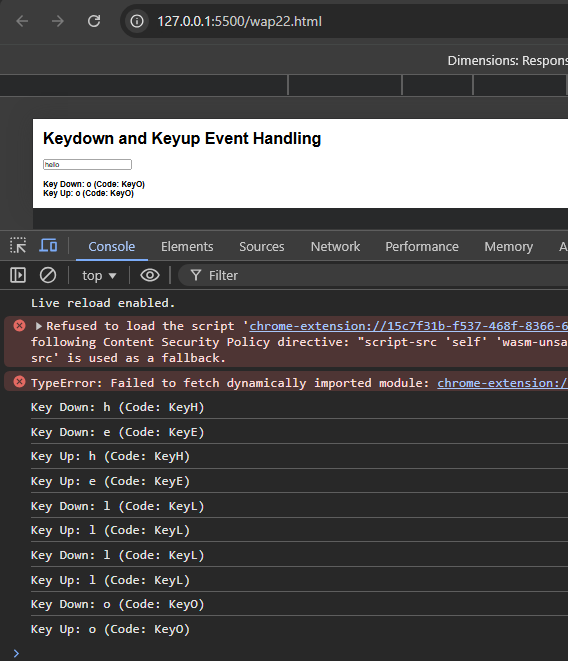 127.0.0.1:5500/wap22.html
Dimensions: Respons
Keydown and Keyup Event Handling
hello
Key Down: o (Code: KeyO)
Key Up: o (Code: KeyO)
Console Elements Sources Network Performance Memory A
top Filter
Live reload enabled.
Refused to load the script 'chrome-extension://15c7f31b-f537-468f-8366-6
following Content Security Policy directive: "script-src 'self' 'wasm-unsa
src' is used as a fallback.
TypeError: Failed to fetch dynamically imported module: chrome-extension:/
Key Down: h (Code: KeyH)
Key Down: e (Code: KeyE)
Key Up: h (Code: KeyH)
Key Up: e (Code: KeyE)
Key Down: l (Code: KeyL)
Key Up: l (Code: KeyL)
Key Down: l (Code: KeyL)
Key Up: l (Code: KeyL)
Key Down: o (Code: KeyO)
Key Up: o (Code: KeyO)